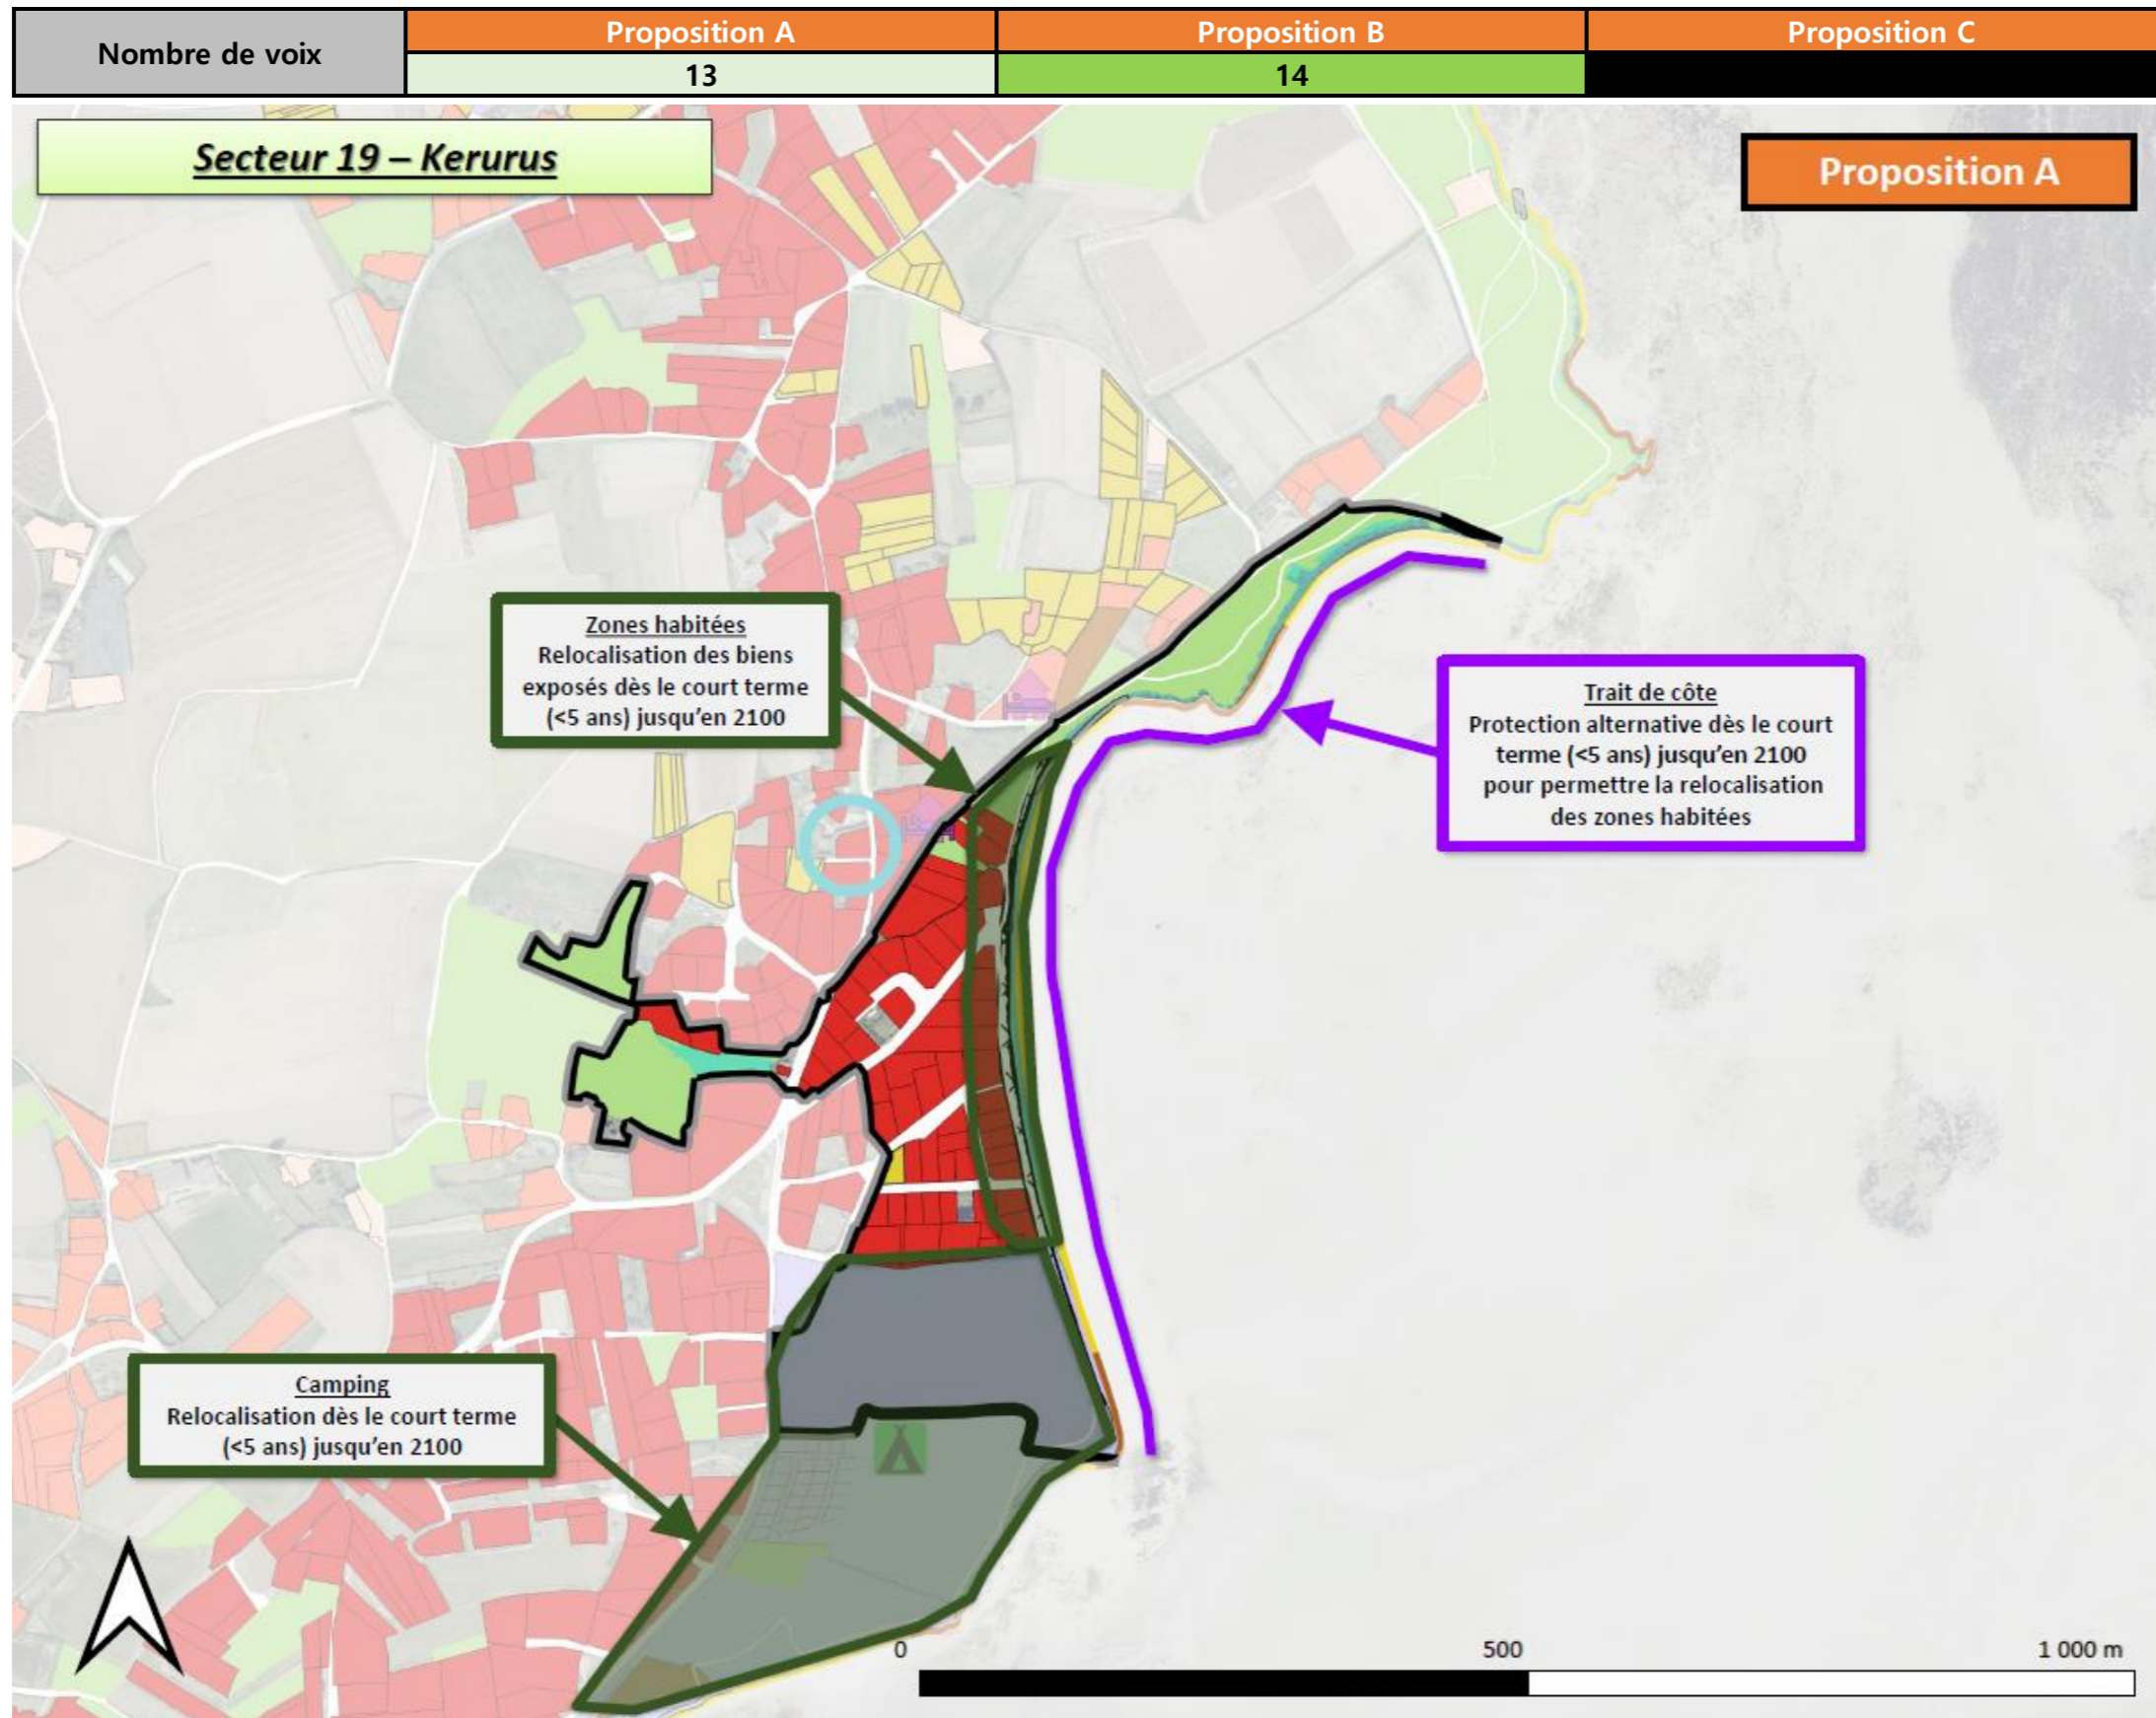 Nombre de voix
Proposition A
Proposition B
Proposition C
13
14
Secteur 19 – Kerurus
Proposition A
Zones habitées
Relocalisation des biens
exposés dès le court terme
(<5 ans) jusqu'en 2100
Trait de côte
Protection alternative dès le court
terme (<5 ans) jusqu'en 2100
pour permettre la relocalisation
des zones habitées
Camping
Relocalisation dès le court terme
(<5 ans) jusqu'en 2100
0
500
1 000 m